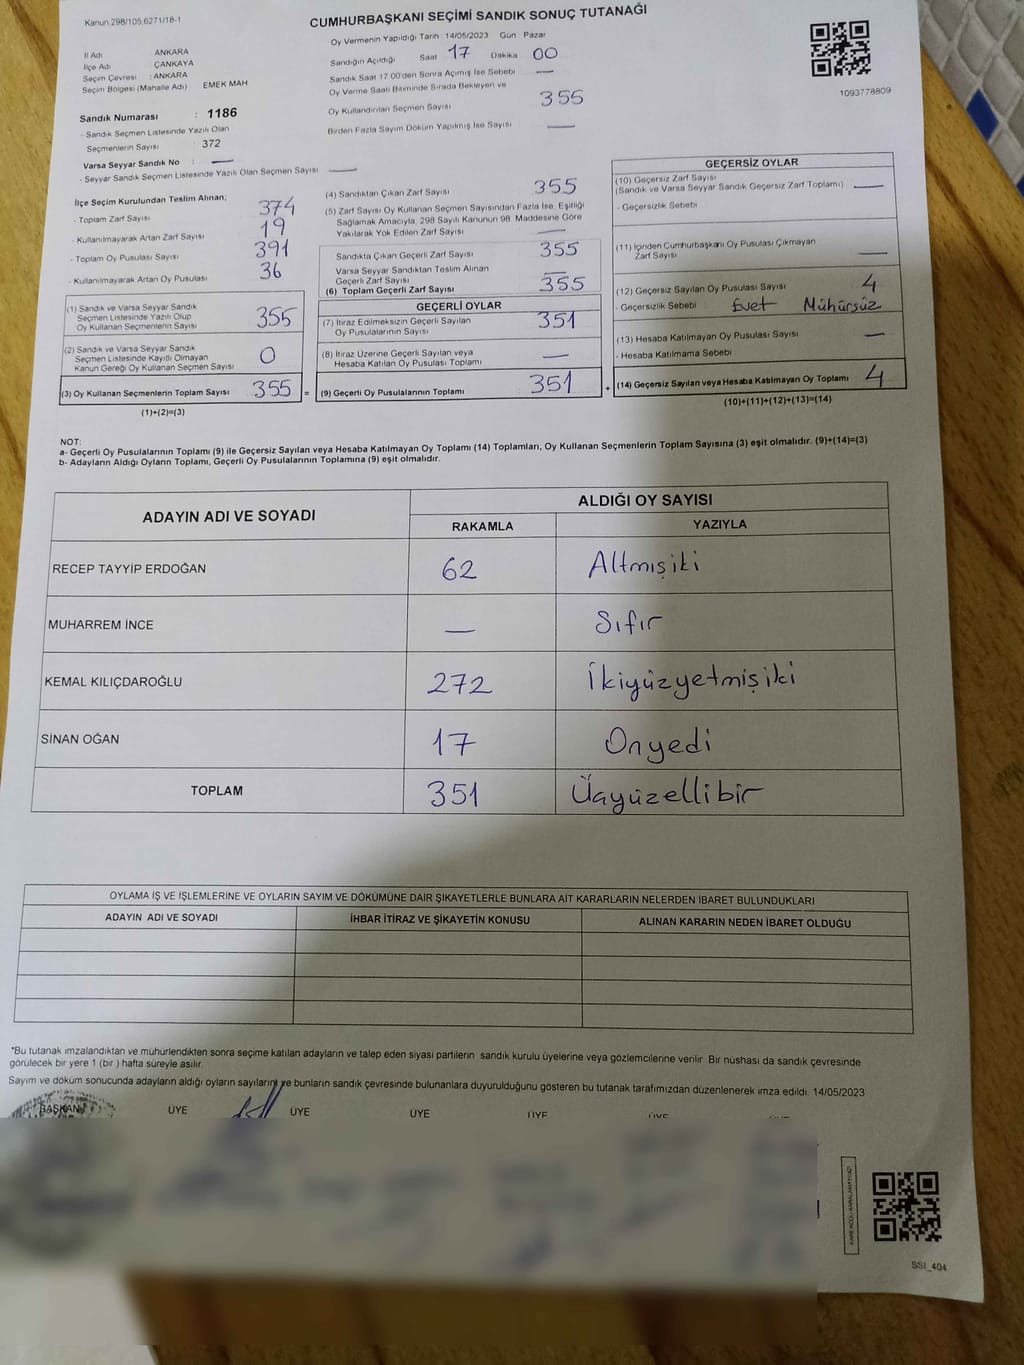 Kanun 298/105,6271/18-1
CUMHURBAŞKANI SEÇİMİ SANDIK SONUÇ TUTANAĞI
İl Adı ANKARA
İlçe Adı ÇANKAYA
Seçim Çevresi : ANKARA
Seçim Bölgesi (Mahalle Adı) EMEK MAH
Sandık Numarası : 1186
- Sandık Seçmen Listesinde Yazılı Olan
Seçmenlerin Sayısı 372
Varsa Seyyar Sandık No : —
- Seyyar Sandık Seçmen Listesinde Yazılı Olan Seçmen Sayısı —
Oy Vermenin Yapıldığı Tarih : 14/05/2023 Gün Pazar
Sandığın Açıldığı Saat 17 Dakika 00
Sandık Saat 17.00'den Sonra Açımış İse Sebebi —
Oy Verme Saati Bitiminde Sırada Bekleyen ve
Oy Kullandırılan Seçmen Sayısı 355
Birden Fazla Sayım Döküm Yapılmış İse Sayısı —
1093778809
İlçe Seçim Kurulundan Teslim Alınan;
- Toplam Zarf Sayısı 374
- Kullanılmayarak Artan Zarf Sayısı 19
- Toplam Oy Pusulası Sayısı 391
- Kullanılmayarak Artan Oy Pusulası 36
(1) Sandık ve Varsa Seyyar Sandık
Seçmen Listesinde Yazılı Olup
Oy Kullanan Seçmenlerin Sayısı 355
(2) Sandık ve Varsa Seyyar Sandık
Seçmen Listesinde Kayıtlı Olmayan
Kanun Gereği Oy Kullanan Seçmen Sayısı 0
(3) Oy Kullanan Seçmenlerin Toplam Sayısı 355 =
(1)+(2)=(3)
(4) Sandıktan Çıkan Zarf Sayısı 355
(5) Zarf Sayısı Oy Kullanan Seçmen Sayısından Fazla İse, Eşitliği
Sağlamak Amacıyla, 298 Sayılı Kanunun 98. Maddesine Göre
Yakılarak Yok Edilen Zarf Sayısı —
Sandıkta Çıkan Geçerli Zarf Sayısı 355
Varsa Seyyar Sandıktan Teslim Alınan
Geçerli Zarf Sayısı —
(6) Toplam Geçerli Zarf Sayısı 355
GEÇERLİ OYLAR
(7) İtiraz Edilmeksizin Geçerli Sayılan
Oy Pusulalarının Sayısı 351
(8) İtiraz Üzerine Geçerli Sayılan veya
Hesaba Katılan Oy Pusulası Toplamı —
(9) Geçerli Oy Pusulalarının Toplamı 351 +
GEÇERSİZ OYLAR
(10) Geçersiz Zarf Sayısı
(Sandık ve Varsa Seyyar Sandık Geçersiz Zarf Toplamı) —
- Geçersizlik Sebebi
(11) İçinden Cumhurbaşkanı Oy Pusulası Çıkmayan
Zarf Sayısı —
(12) Geçersiz Sayılan Oy Pusulası Sayısı 4
- Geçersizlik Sebebi Evet Mühürsüz
(13) Hesaba Katılmayan Oy Pusulası Sayısı —
- Hesaba Katılmama Sebebi
(14) Geçersiz Sayılan veya Hesaba Katılmayan Oy Toplamı 4
(10)+(11)+(12)+(13)=(14)
NOT:
a- Geçerli Oy Pusulalarının Toplamı (9) ile Geçersiz Sayılan veya Hesaba Katılmayan Oy Toplamı (14) Toplamları, Oy Kullanan Seçmenlerin Toplam Sayısına (3) eşit olmalıdır. (9)+(14)=(3)
b- Adayların Aldığı Oyların Toplamı, Geçerli Oy Pusulalarının Toplamına (9) eşit olmalıdır.
ADAYIN ADI VE SOYADI ALDIĞI OY SAYISI
RAKAMLA YAZIYLA
RECEP TAYYİP ERDOĞAN 62 Altmışiki
MUHARREM İNCE — Sıfır
KEMAL KILIÇDAROĞLU 272 İkiyüzyetmişiki
SİNAN OĞAN 17 Onyedi
TOPLAM 351 Üçyüzellibir
OYLAMA İŞ VE İŞLEMLERİNE VE OYLARIN SAYIM VE DÖKÜMÜNE DAİR ŞİKAYETLERLE BUNLARA AİT KARARLARIN NELERDEN İBARET BULUNDUKLARI
ADAYIN ADI VE SOYADI İHBAR İTİRAZ VE ŞİKAYETİN KONUSU ALINAN KARARIN NEDEN İBARET OLDUĞU
*Bu tutanak imzalandıktan ve mühürlendikten sonra seçime katılan adayların ve talep eden siyasi partilerin sandık kurulu üyelerine veya gözlemcilerine verilir. Bir nüshası da sandık çevresinde
görülecek bir yere 1 (bir ) hafta süreyle asılır.
Sayım ve döküm sonucunda adayların aldığı oyların sayılarını ve bunların sandık çevresinde bulunanlara duyurulduğunu gösteren bu tutanak tarafımızdan düzenlenerek imza edildi. 14/05/2023
BAŞKAN ÜYE ÜYE ÜYE ÜYE ÜYE
SSI_404